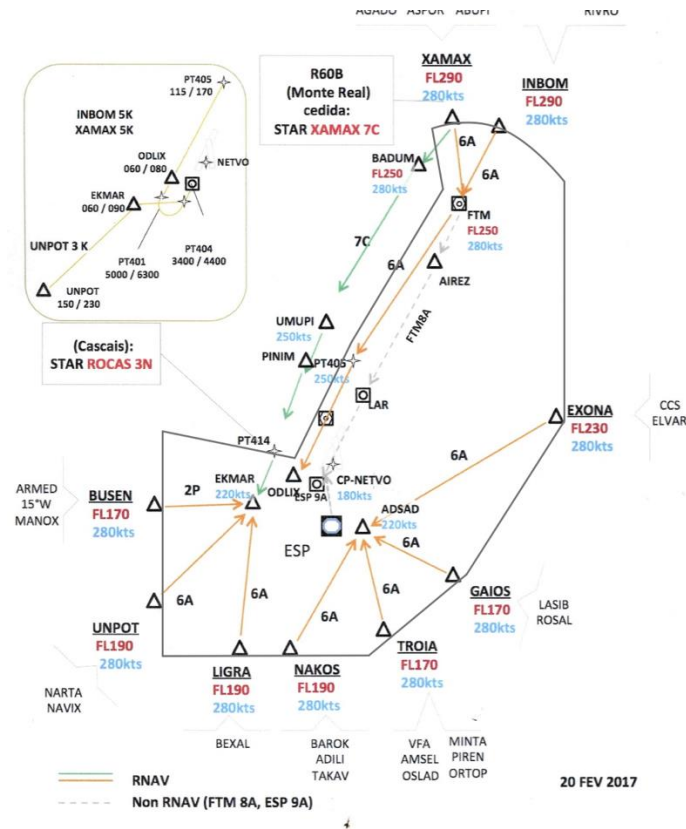 AGADO ASPOR ABUPI
RIVRO
XAMAX
FL290
280kts
INBOM
FL290
280kts
R60B
(Monte Real)
cedida:
STAR XAMAX 7C
PT405
115 / 170
INBOM 5K
XAMAX 5K
ODLIX
060 / 080
NETVO
EKMAR
060 / 090
UNPOT 3 K
PT401
5000 / 6300
PT404
3400 / 4400
UNPOT
150 / 230
BADUM
FL250
280kts
6A
6A
FTM
FL250
280kts
7C
6A
AIREZ
FTM8A
UMUPI
250kts
PINIM
PT405
250kts
(Cascais):
STAR ROCAS 3N
LAR
EXONA
FL230
280kts
CCS
ELVAR
PT414
6A
EKMAR
220kts
ODLIX
ESP 9A
CP-NETVO
180kts
ARMED
15°W
MANOX
BUSEN
FL170
280kts
2P
ADSAD
220kts
ESP
6A
6A
6A
6A
6A
GAIOS
FL170
280kts
LASIB
ROSAL
UNPOT
FL190
280kts
LIGRA
FL190
280kts
NAKOS
FL190
280kts
TROIA
FL170
280kts
NARTA
NAVIX
BEXAL
BAROK
ADILI
TAKAV
VFA
AMSEL
OSLAD
MINTA
PIREN
ORTOP
RNAV
Non RNAV (FTM 8A, ESP 9A)
20 FEV 2017